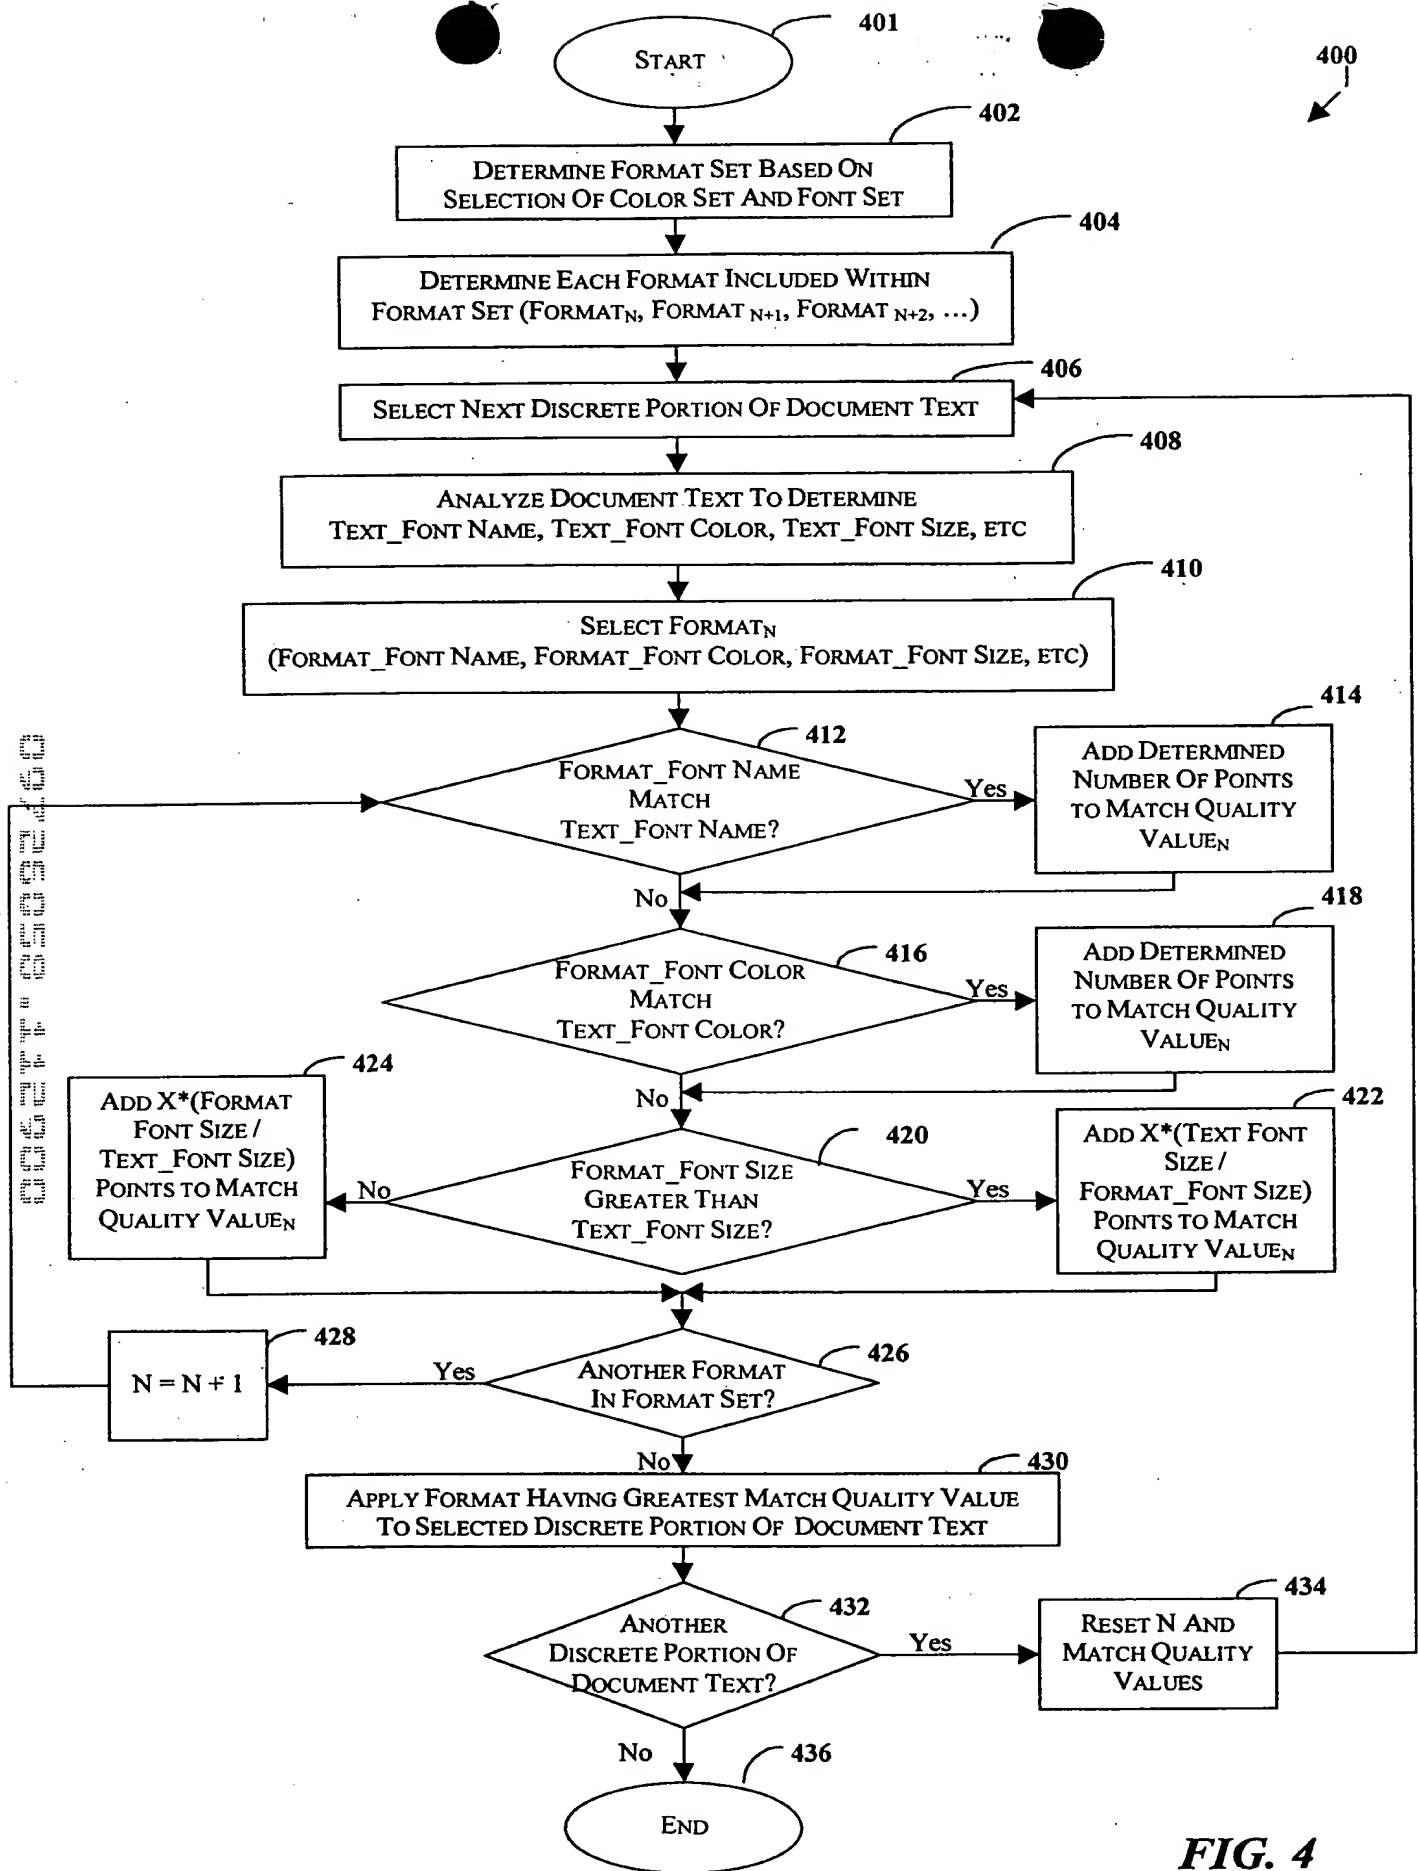 401
START
400
402
DETERMINE FORMAT SET BASED ON
SELECTION OF COLOR SET AND FONT SET
404
DETERMINE EACH FORMAT INCLUDED WITHIN
FORMAT SET (FORMATN, FORMAT N+1, FORMAT N+2, ...)
406
SELECT NEXT DISCRETE PORTION OF DOCUMENT TEXT
408
ANALYZE DOCUMENT TEXT TO DETERMINE
TEXT_FONT NAME, TEXT_FONT COLOR, TEXT_FONT SIZE, ETC
410
SELECT FORMATN
(FORMAT_FONT NAME, FORMAT_FONT COLOR, FORMAT_FONT SIZE, ETC)
412
FORMAT_FONT NAME
MATCH
TEXT_FONT NAME?
Yes
414
ADD DETERMINED
NUMBER OF POINTS
TO MATCH QUALITY
VALUEN
No
416
FORMAT_FONT COLOR
MATCH
TEXT_FONT COLOR?
Yes
418
ADD DETERMINED
NUMBER OF POINTS
TO MATCH QUALITY
VALUEN
No
420
FORMAT_FONT SIZE
GREATER THAN
TEXT_FONT SIZE?
No
424
ADD X*(FORMAT
FONT SIZE /
TEXT_FONT SIZE)
POINTS TO MATCH
QUALITY VALUEN
Yes
422
ADD X*(TEXT FONT
SIZE /
FORMAT_FONT SIZE)
POINTS TO MATCH
QUALITY VALUEN
426
ANOTHER FORMAT
IN FORMAT SET?
Yes
428
N = N + 1
No
430
APPLY FORMAT HAVING GREATEST MATCH QUALITY VALUE
TO SELECTED DISCRETE PORTION OF DOCUMENT TEXT
432
ANOTHER
DISCRETE PORTION OF
DOCUMENT TEXT?
Yes
434
RESET N AND
MATCH QUALITY
VALUES
No
436
END
FIG. 4